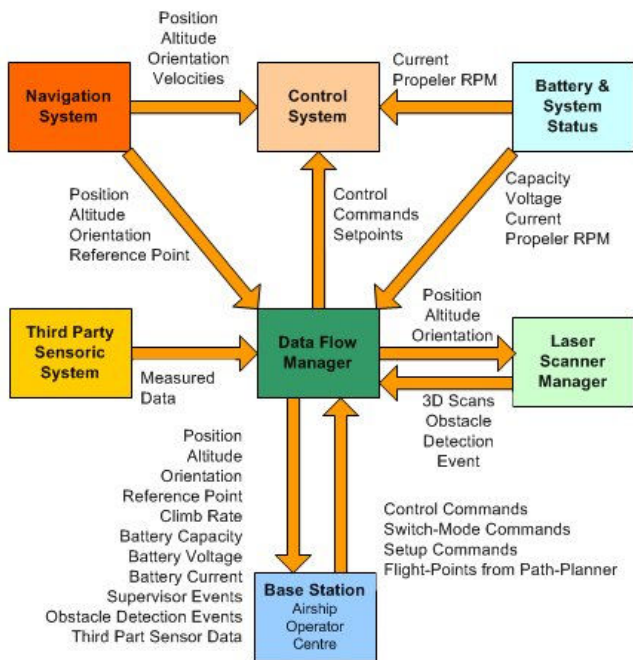 Position
Altitude
Orientation
Velocities
Current
Propeler RPM
Navigation
System
Control
System
Battery &
System
Status
Position
Altitude
Orientation
Reference Point
Control
Commands
Setpoints
Capacity
Voltage
Current
Propeler RPM
Third Party
Sensoric
System
Measured
Data
Data Flow
Manager
Position
Altitude
Orientation
Laser
Scanner
Manager
3D Scans
Obstacle
Detection
Event
Position
Altitude
Orientation
Reference Point
Climb Rate
Battery Capacity
Battery Voltage
Battery Current
Supervisor Events
Obstacle Detection Events
Third Part Sensor Data
Control Commands
Switch-Mode Commands
Setup Commands
Flight-Points from Path-Planner
Base Station
Airship
Operator
Centre